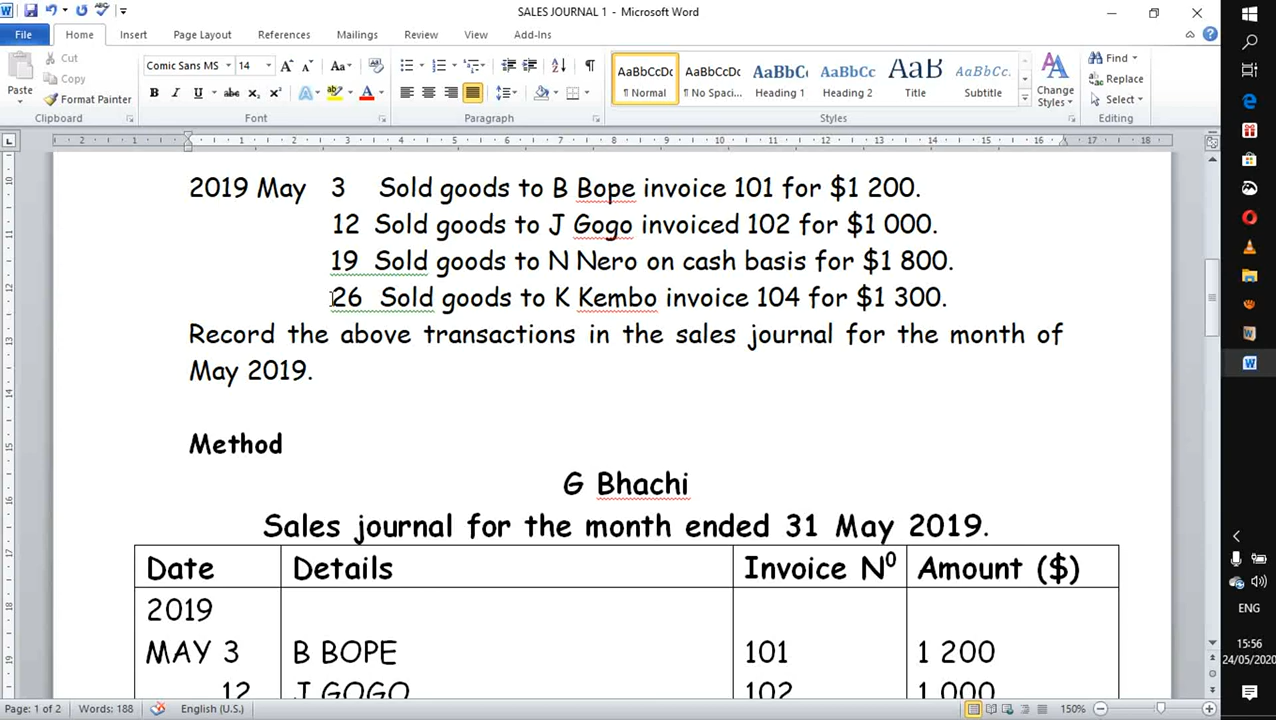 SALES JOURNAL 1 - Microsoft Word
File Home Insert Page Layout References Mailings Review View Add-Ins
Paste Cut Copy Format Painter
Clipboard
Comic Sans MS 14
Font
Paragraph
AaBbCcDc AaBbCcDc AaBbCc AaBbCc AaB AaBbCcDc
¶ Normal ¶ No Spaci... Heading 1 Heading 2 Title Subtitle
Change Styles
Styles
Find
Replace
Select
Editing
2019 May 3 Sold goods to B Bope invoice 101 for $1 200.
12 Sold goods to J Gogo invoiced 102 for $1 000.
19 Sold goods to N Nero on cash basis for $1 800.
26 Sold goods to K Kembo invoice 104 for $1 300.
Record the above transactions in the sales journal for the month of
May 2019.
Method
G Bhachi
Sales journal for the month ended 31 May 2019.
Date Details Invoice N⁰ Amount ($)
2019
MAY 3 B BOPE 101 1 200
12 J GOGO 102 1 000
Page: 1 of 2 Words: 188 English (U.S.) 150%
ENG
15:56
24/05/2020